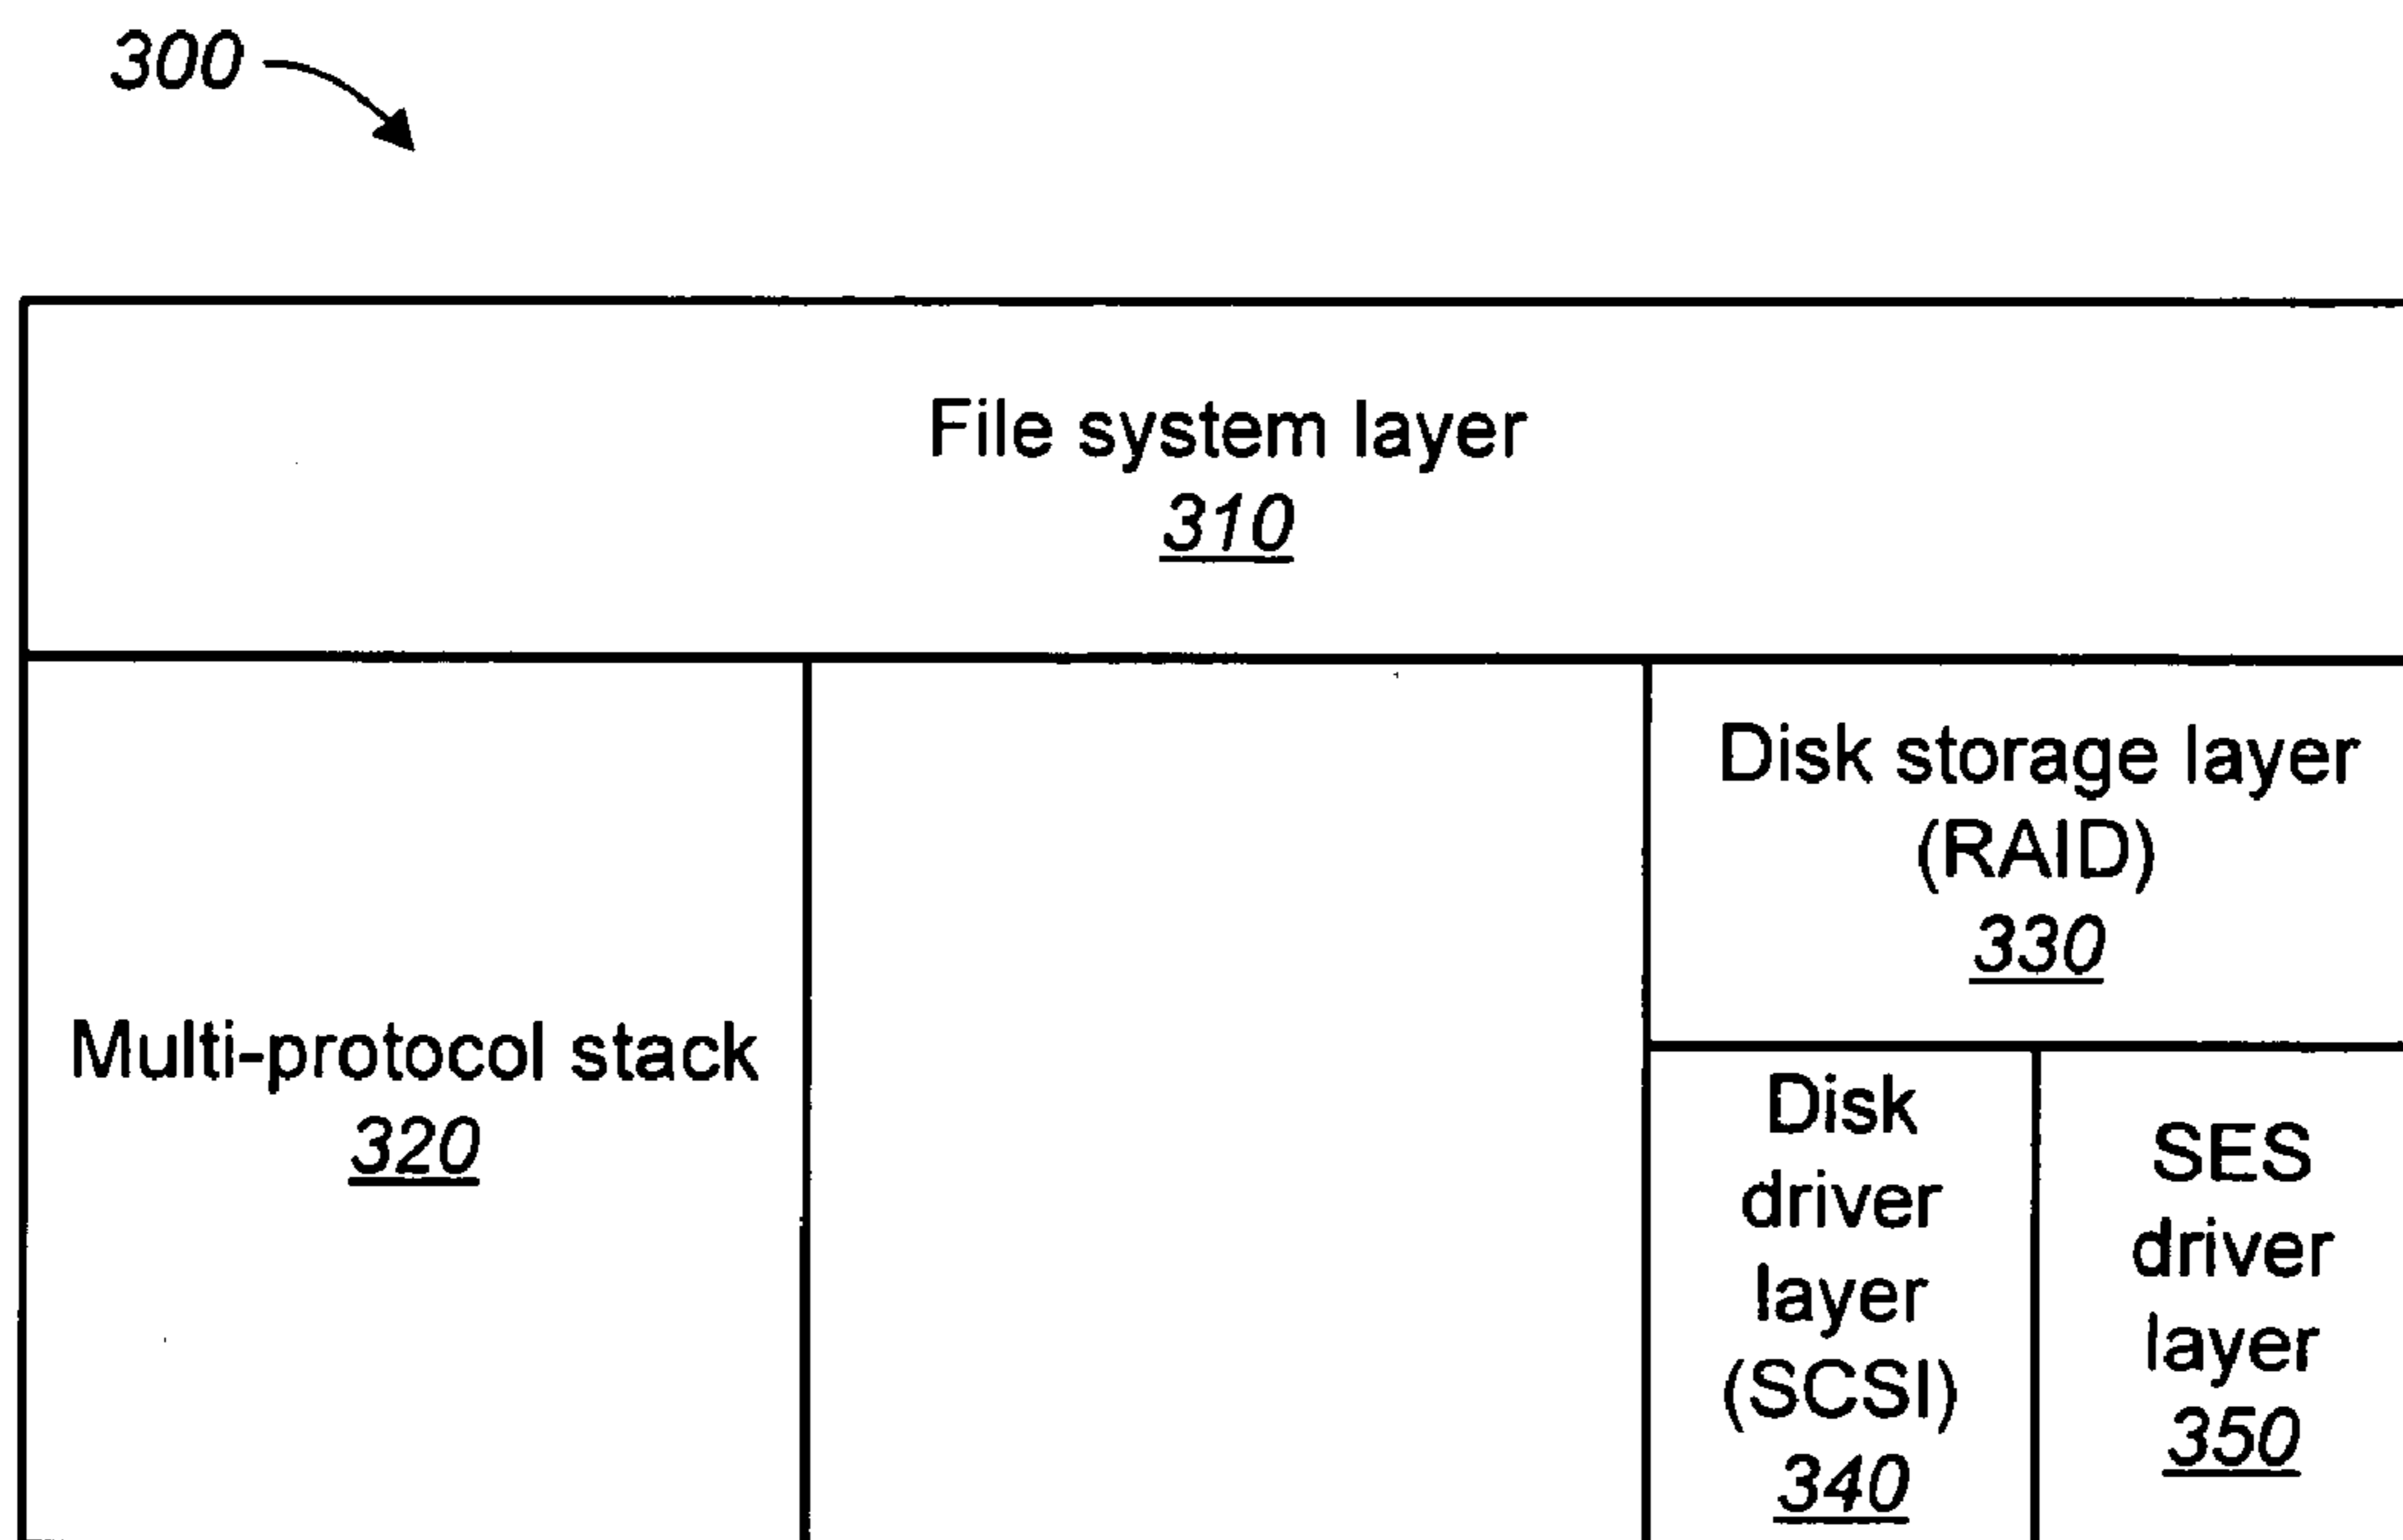 300
File system layer
310
Multi-protocol stack
320
Disk storage layer
(RAID)
330
Disk
driver
layer
(SCSI)
340
SES
driver
layer
350